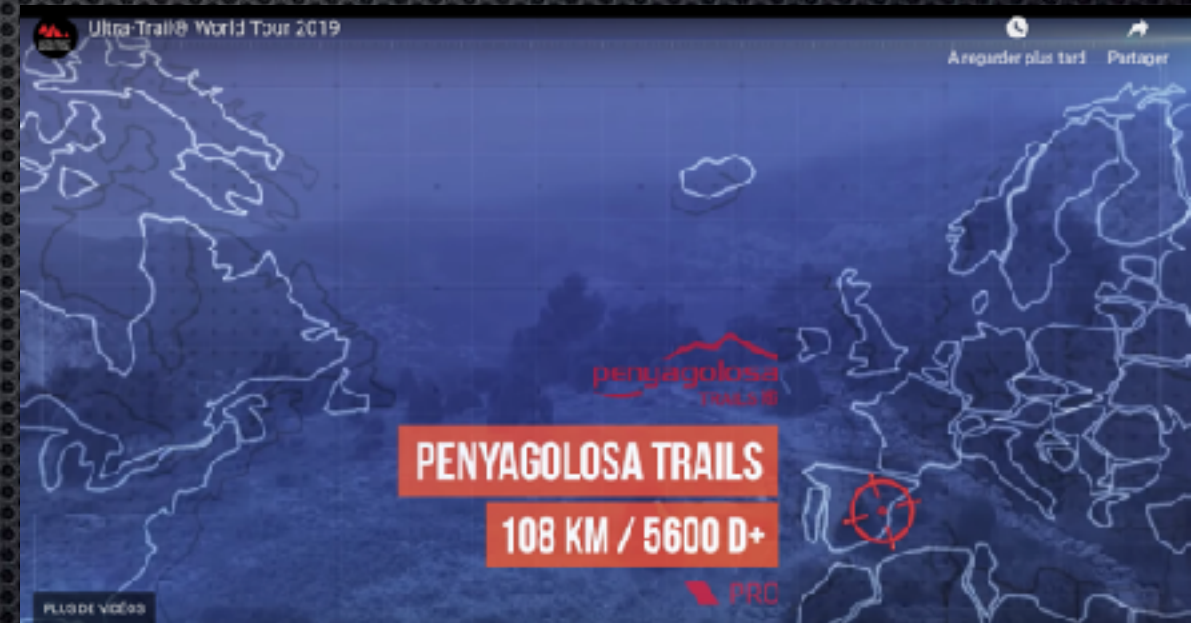 Ultra-Trail® World Tour 2019
À regarder plus tard
Partager
penyagolosa
TRAILS
PENYAGOLOSA TRAILS
108 KM / 5600 D+
PRO
PLUS DE VIDÉOS